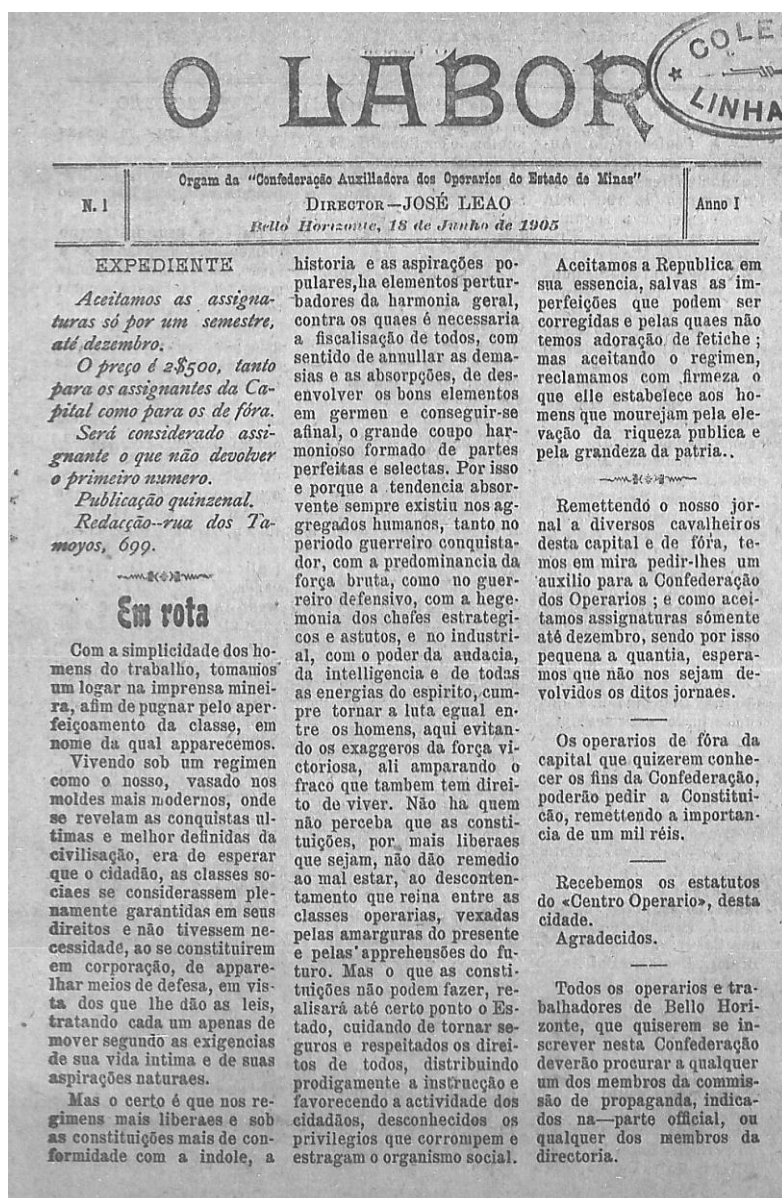 O LABOR
COLE
LINHA
N. 1
Orgam da "Confederação Auxiliadora dos Operarios do Estado de Minas"
DIRECTOR—JOSÉ LEAO
Bello Horizonte, 18 de Junho de 1905
Anno I
EXPEDIENTE
Aceitamos as assigna-
turas só por um semestre,
até dezembro.
O preço é 2$500, tanto
para os assignantes da Ca-
pital como para os de fóra.
Será considerado assi-
gnante o que não devolver
o primeiro numero.
Publicação quinzenal.
Redacção--rua dos Ta-
moyos, 699.
Em rota
Com a simplicidade dos ho-
mens do trabalho, tomamos
um logar na imprensa minei-
ra, afim de pugnar pelo aper-
feiçoamento da classe, em
nome da qual apparecemos.
Vivendo sob um regimen
como o nosso, vasado nos
moldes mais modernos, onde
se revelam as conquistas ul-
timas e melhor definidas da
civilisação, era de esperar
que o cidadão, as classes so-
ciaes se considerassem ple-
namente garantidas em seus
direitos e não tivessem ne-
cessidade, ao se constituirem
em corporação, de appare-
lhar meios de defesa, em vis-
ta dos que lhe dão as leis,
tratando cada um apenas de
mover segundo as exigencias
de sua vida intima e de suas
aspirações naturaes.
Mas o certo é que nos re-
gimens mais liberaes e sob
as constituições mais de con-
formidade com a indole, a
historia e as aspirações po-
pulares, ha elementos pertur-
badores da harmonia geral,
contra os quaes é necessaria
a fiscalisação de todos, com
sentido de annullar as dema-
sias e as absorpções, de des-
envolver os bons elementos
em germen e conseguir-se
afinal, o grande coupo har-
monioso formado de partes
perfeitas e selectas. Por isso
e porque a tendencia absor-
vente sempre existiu nos ag-
gregados humanos, tanto no
periodo guerreiro conquista-
dor, com a predominancia da
força bruta, como no guer-
reiro defensivo, com a hege-
monia dos chefes estrategi-
cos e astutos, e no industri-
al, com o poder da audacia,
da intelligencia e de todas
as energias do espirito, cum-
pre tornar a luta egual en-
tre os homens, aqui evitan-
do os exaggeros da força vi-
ctoriosa, ali amparando o
fraco que tambem tem direi-
to de viver. Não ha quem
não perceba que as consti-
tuições, por mais liberaes
que sejam, não dão remedio
ao mal estar, ao desconten-
tamento que reina entre as
classes operarias, vexadas
pelas amarguras do presente
e pelas apprehensões do fu-
turo. Mas o que as consti-
tuições não podem fazer, re-
alisará até certo ponto o Es-
tado, cuidando de tornar se-
guros e respeitados os direi-
tos de todos, distribuindo
prodigamente a instrucção e
favorecendo a actividade dos
cidadãos, desconhecidos os
privilegios que corrompem e
estragam o organismo social.
Aceitamos a Republica em
sua essencia, salvas as im-
perfeições que podem ser
corregidas e pelas quaes não
temos adoração de fetiche ;
mas aceitando o regimen,
reclamamos com firmeza o
que elle estabelece aos ho-
mens que mourejam pela ele-
vação da riqueza publica e
pela grandeza da patria..
Remettendo o nosso jor-
nal a diversos cavalheiros
desta capital e de fóra, te-
mos em mira pedir-lhes um
auxilio para a Confederação
dos Operarios ; e como acei-
tamos assignaturas sómente
até dezembro, sendo por isso
pequena a quantia, espera-
mos que não nos sejam de-
volvidos os ditos jornaes.
Os operarios de fóra da
capital que quizerem conhe-
cer os fins da Confederação,
poderão pedir a Constitui-
cão, remettendo a importan-
cia de um mil réis.
Recebemos os estatutos
do «Centro Operario», desta
cidade.
Agradecidos.
Todos os operarios e tra-
balhadores de Bello Hori-
zonte, que quiserem se in-
screver nesta Confederação
deverão procurar a qualquer
um dos membros da commis-
são de propaganda, indica-
dos na—parte official, ou
qualquer dos membros da
directoria.